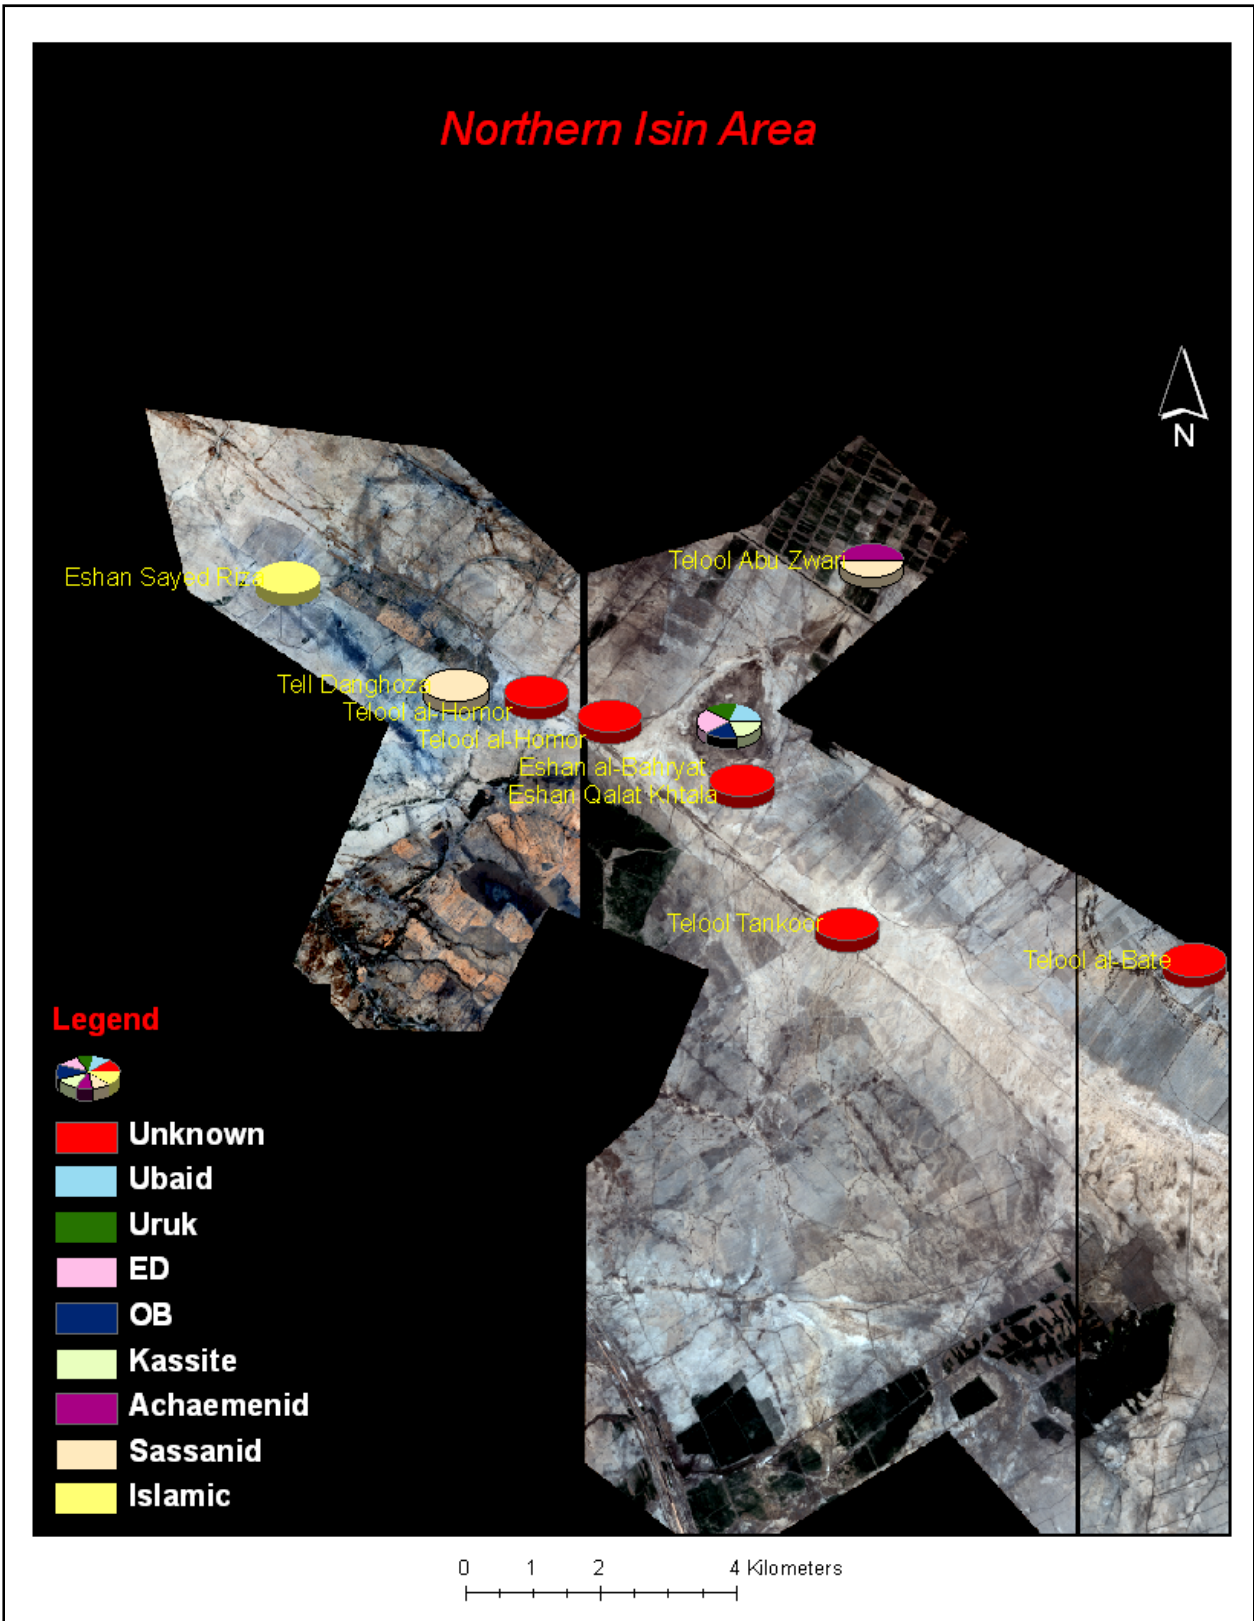 Northern Isin Area
N
Telool Abu Zwari
Eshan Sayed Riza
Tell Danghoza
Telool al-Homor
Telool al-Homor
Eshan al-Bahryat
Eshan Qalat Khtala
Telool Tankoor
Telool al-Bate
Legend
Unknown
Ubaid
Uruk
ED
OB
Kassite
Achaemenid
Sassanid
Islamic
0 1 2 4 Kilometers